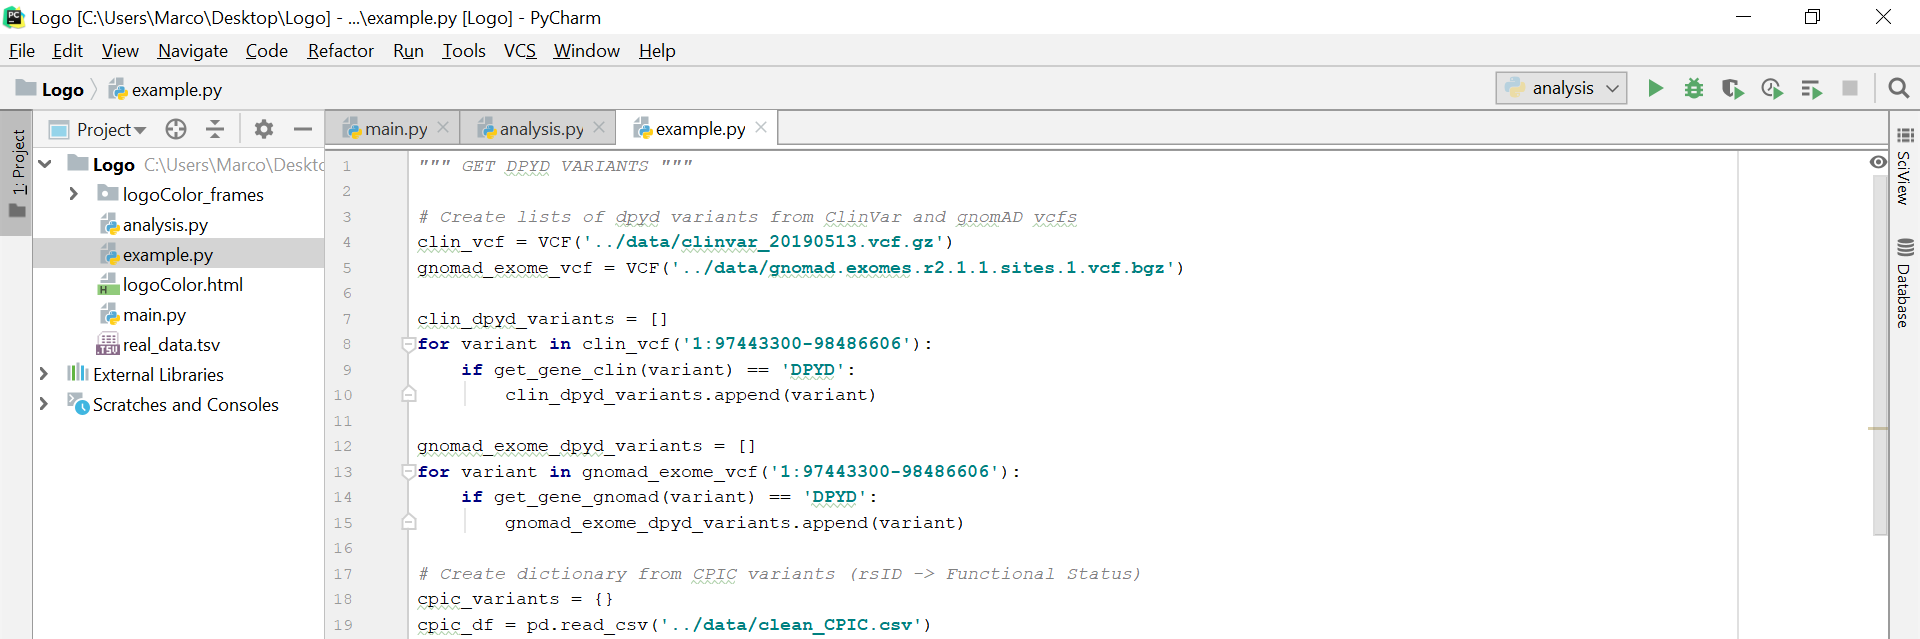 Logo [C:\Users\Marco\Desktop\Logo] - ...\example.py [Logo] - PyCharm
File Edit View Navigate Code Refactor Run Tools VCS Window Help
Logo example.py analysis
1: Project
Project
main.py analysis.py example.py
Logo C:\Users\Marco\Deskto
logoColor_frames
analysis.py
example.py
logoColor.html
main.py
real_data.tsv
External Libraries
Scratches and Consoles
1 """ GET DPYD VARIANTS """
2
3 # Create lists of dpyd variants from ClinVar and gnomAD vcfs
4 clin_vcf = VCF('../data/clinvar_20190513.vcf.gz')
5 gnomad_exome_vcf = VCF('../data/gnomad.exomes.r2.1.1.sites.1.vcf.bgz')
6
7 clin_dpyd_variants = []
8 for variant in clin_vcf('1:97443300-98486606'):
9     if get_gene_clin(variant) == 'DPYD':
10         clin_dpyd_variants.append(variant)
11
12 gnomad_exome_dpyd_variants = []
13 for variant in gnomad_exome_vcf('1:97443300-98486606'):
14     if get_gene_gnomad(variant) == 'DPYD':
15         gnomad_exome_dpyd_variants.append(variant)
16
17 # Create dictionary from CPIC variants (rsID -> Functional Status)
18 cpic_variants = {}
19 cpic_df = pd.read_csv('../data/clean_CPIC.csv')
SciView
Database